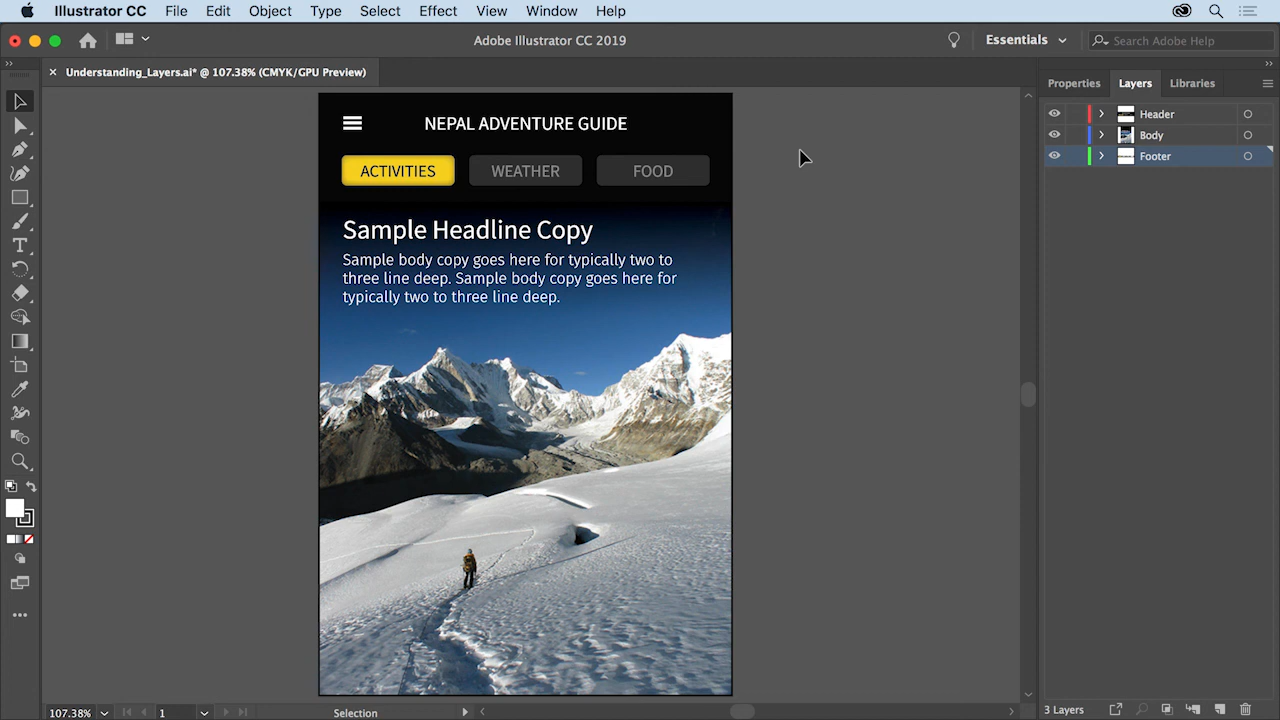 Illustrator CC File Edit Object Type Select Effect View Window Help
Adobe Illustrator CC 2019
Essentials
Search Adobe Help
× Understanding_Layers.ai* @ 107.38% (CMYK/GPU Preview)
Properties Layers Libraries
Header
Body
Footer
NEPAL ADVENTURE GUIDE
ACTIVITIES WEATHER FOOD
Sample Headline Copy
Sample body copy goes here for typically two to
three line deep. Sample body copy goes here for
typically two to three line deep.
107.38% 1 Selection
3 Layers